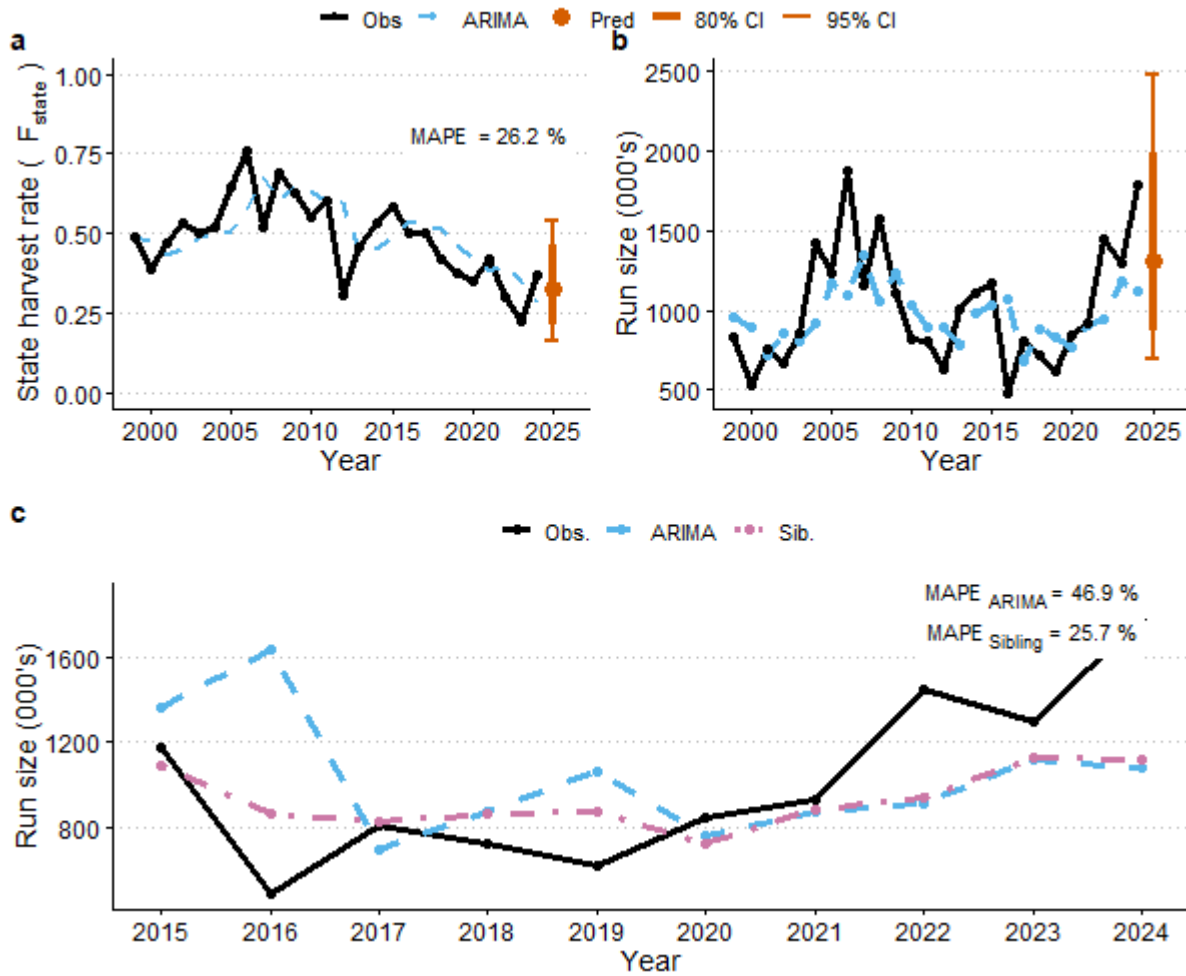 Obs ARIMA Pred 80% CI 95% CI
a
State harvest rate ( F state)
1.00
0.75
0.50
0.25
0.00
MAPE = 26.2 %
2000 2005 2010 2015 2020 2025
Year
b
Run size (000's)
2500
2000
1500
1000
500
2000 2005 2010 2015 2020 2025
Year
c
Obs. ARIMA Sib.
MAPE ARIMA = 46.9 %
MAPE Sibling = 25.7 %
Run size (000's)
1600
1200
800
2015 2016 2017 2018 2019 2020 2021 2022 2023 2024
Year